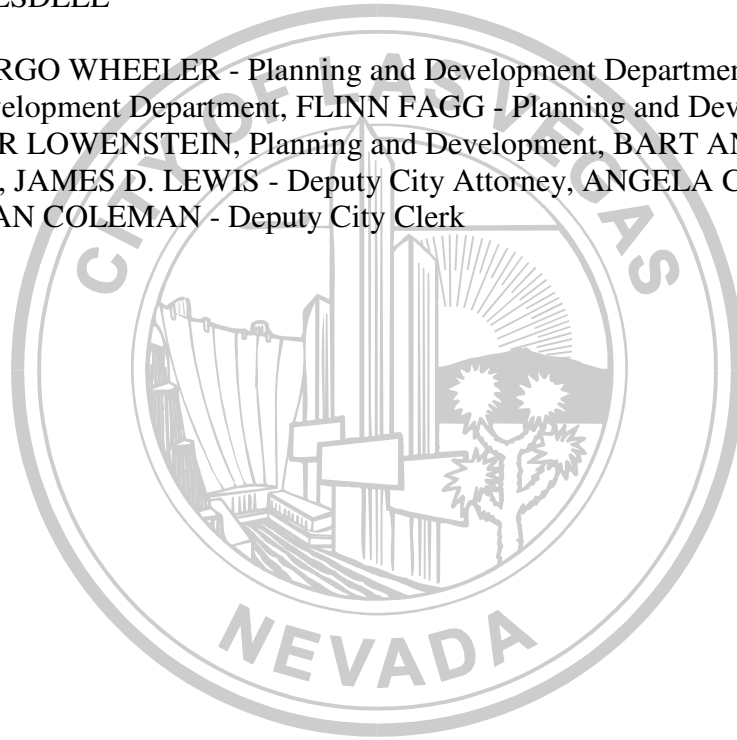 RGO WHEELER - Planning and Development Departmen
velopment Department, FLINN FAGG - Planning and Dev
R LOWENSTEIN, Planning and Development, BART AN
, JAMES D. LEWIS - Deputy City Attorney, ANGELA C
AN COLEMAN - Deputy City Clerk
CITY OF LAS VEGAS
NEVADA